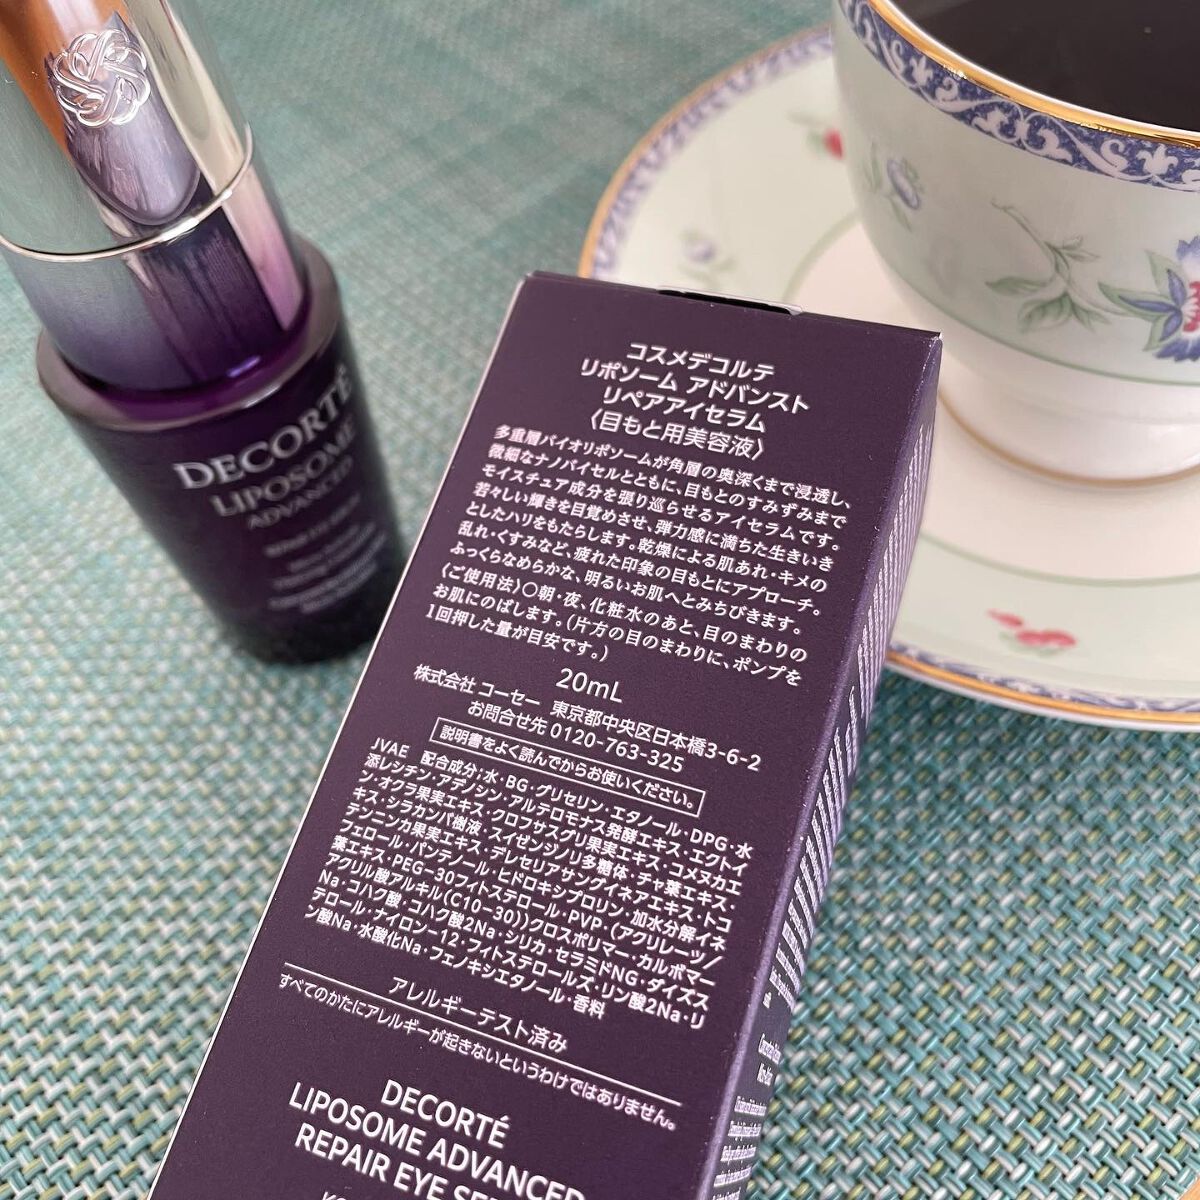 DECORTÉ
LIPOSOME
ADVANCED
コスメデコルテ
リポソーム アドバンスト
リペアアイセラム
〈目もと用美容液〉
多重層バイオリポソームが角層の奥深くまで浸透し、
微細なナノバイセルとともに、目もとのすみずみまで
モイスチュア成分を張り巡らせるアイセラムです。
若々しい輝きを目覚めさせ、弾力感に満ちた生きいき
としたハリをもたらします。乾燥による肌あれ・キメの
乱れ・くすみなど、疲れた印象の目もとにアプローチ。
ふっくらなめらかな、明るいお肌へとみちびきます。
〈ご使用法〉○朝・夜、化粧水のあと、目のまわりの
お肌にのばします。(片方の目のまわりに、ポンプを
1回押した量が目安です。)
20mL
株式会社 コーセー 東京都中央区日本橋3-6-2
お問合せ先 0120-763-325
説明書をよく読んでからお使いください。
JVAE 配合成分;水・BG・グリセリン・エタノール・DPG・水
添レシチン・アデノシン・アルテロモナス発酵エキス・エクトイ
ン・オクラ果実エキス・クロフサスグリ果実エキス・コメヌカエ
キス・シラカンバ樹液・スイゼンジノリ多糖体・チャ葉エキス・
テンニンカ果実エキス・デレセリアサングイネアエキス・トコ
フェロール・パンテノール・ヒドロキシプロリン・加水分解イネ
葉エキス・PEG-30フィトステロール・PVP・(アクリレーツ/
アクリル酸アルキル(C10-30))クロスポリマー・カルボマー
Na・コハク酸・コハク酸2Na・シリカ・セラミドNG・ダイズス
テロール・ナイロン-12・フィトステロールズ・リン酸2Na・リ
ン酸Na・水酸化Na・フェノキシエタノール・香料
アレルギーテスト済み
すべてのかたにアレルギーが起きないというわけではありません。
DECORTÉ
LIPOSOME ADVANCED
REPAIR EYE